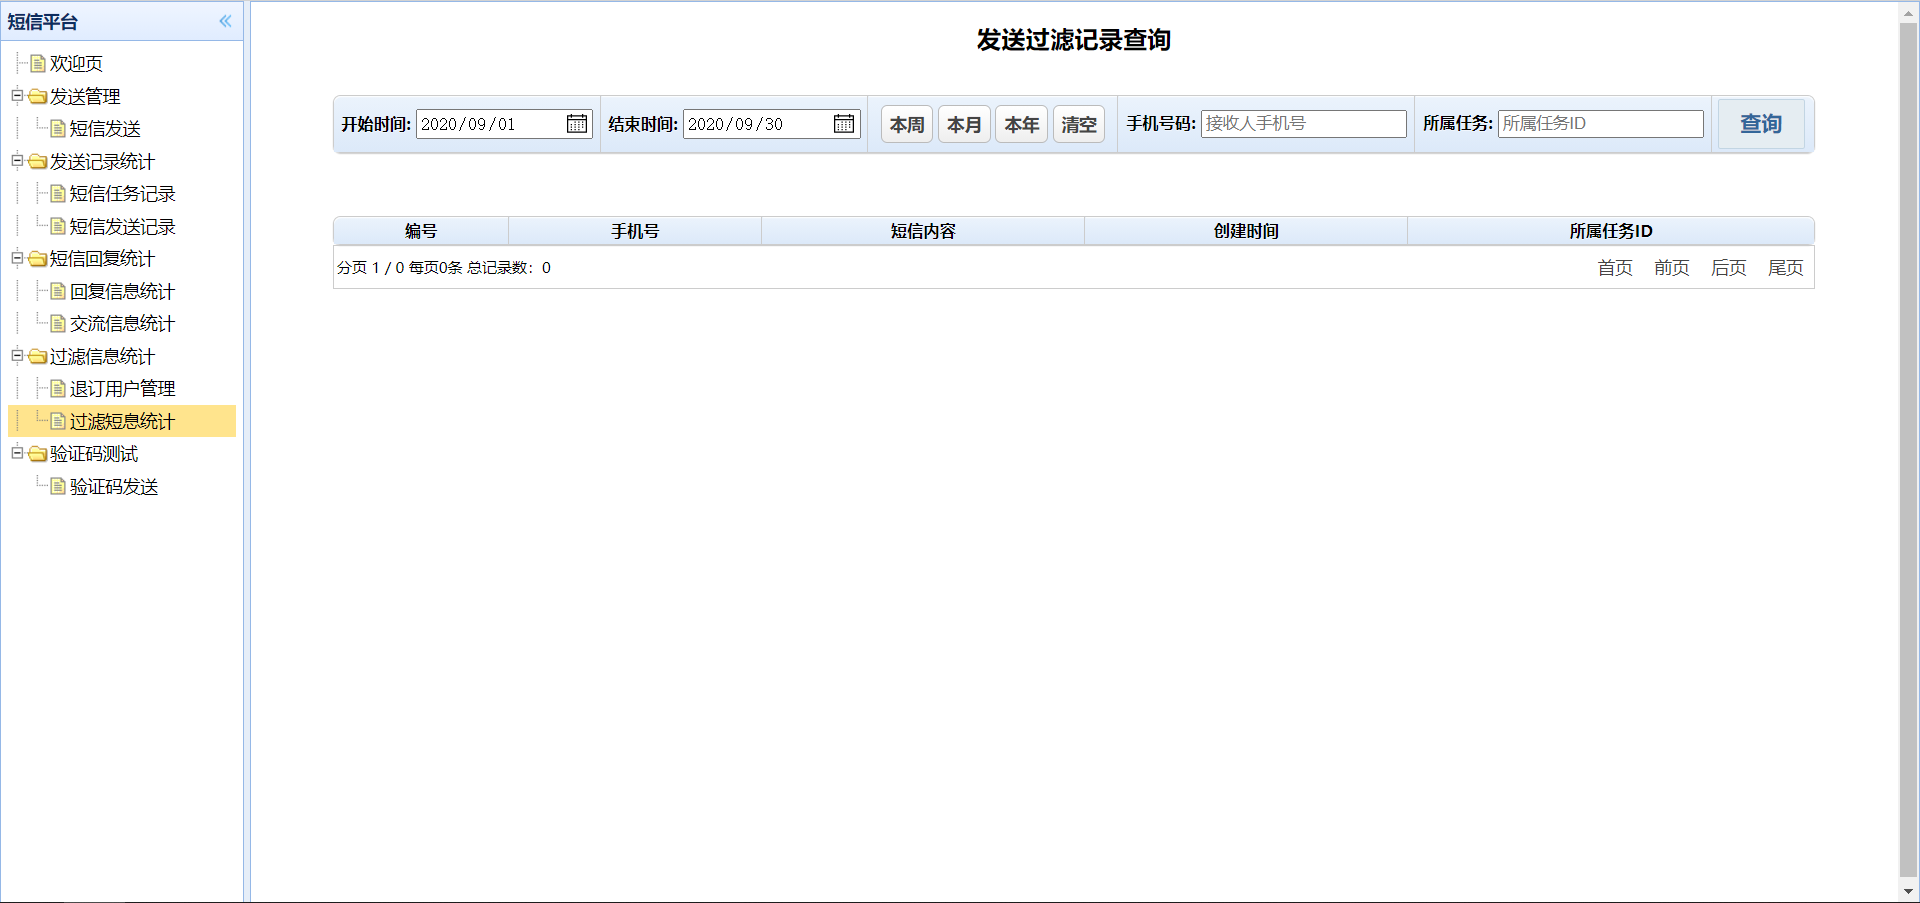 短信平台
欢迎页
发送管理
短信发送
发送记录统计
短信任务记录
短信发送记录
短信回复统计
回复信息统计
交流信息统计
过滤信息统计
退订用户管理
过滤短息统计
验证码测试
验证码发送
发送过滤记录查询
开始时间: 2020/09/01 结束时间: 2020/09/30 本周 本月 本年 清空 手机号码: 接收人手机号 所属任务: 所属任务ID 查询
编号 手机号 短信内容 创建时间 所属任务ID
分页 1 / 0 每页0条 总记录数：0 首页 前页 后页 尾页